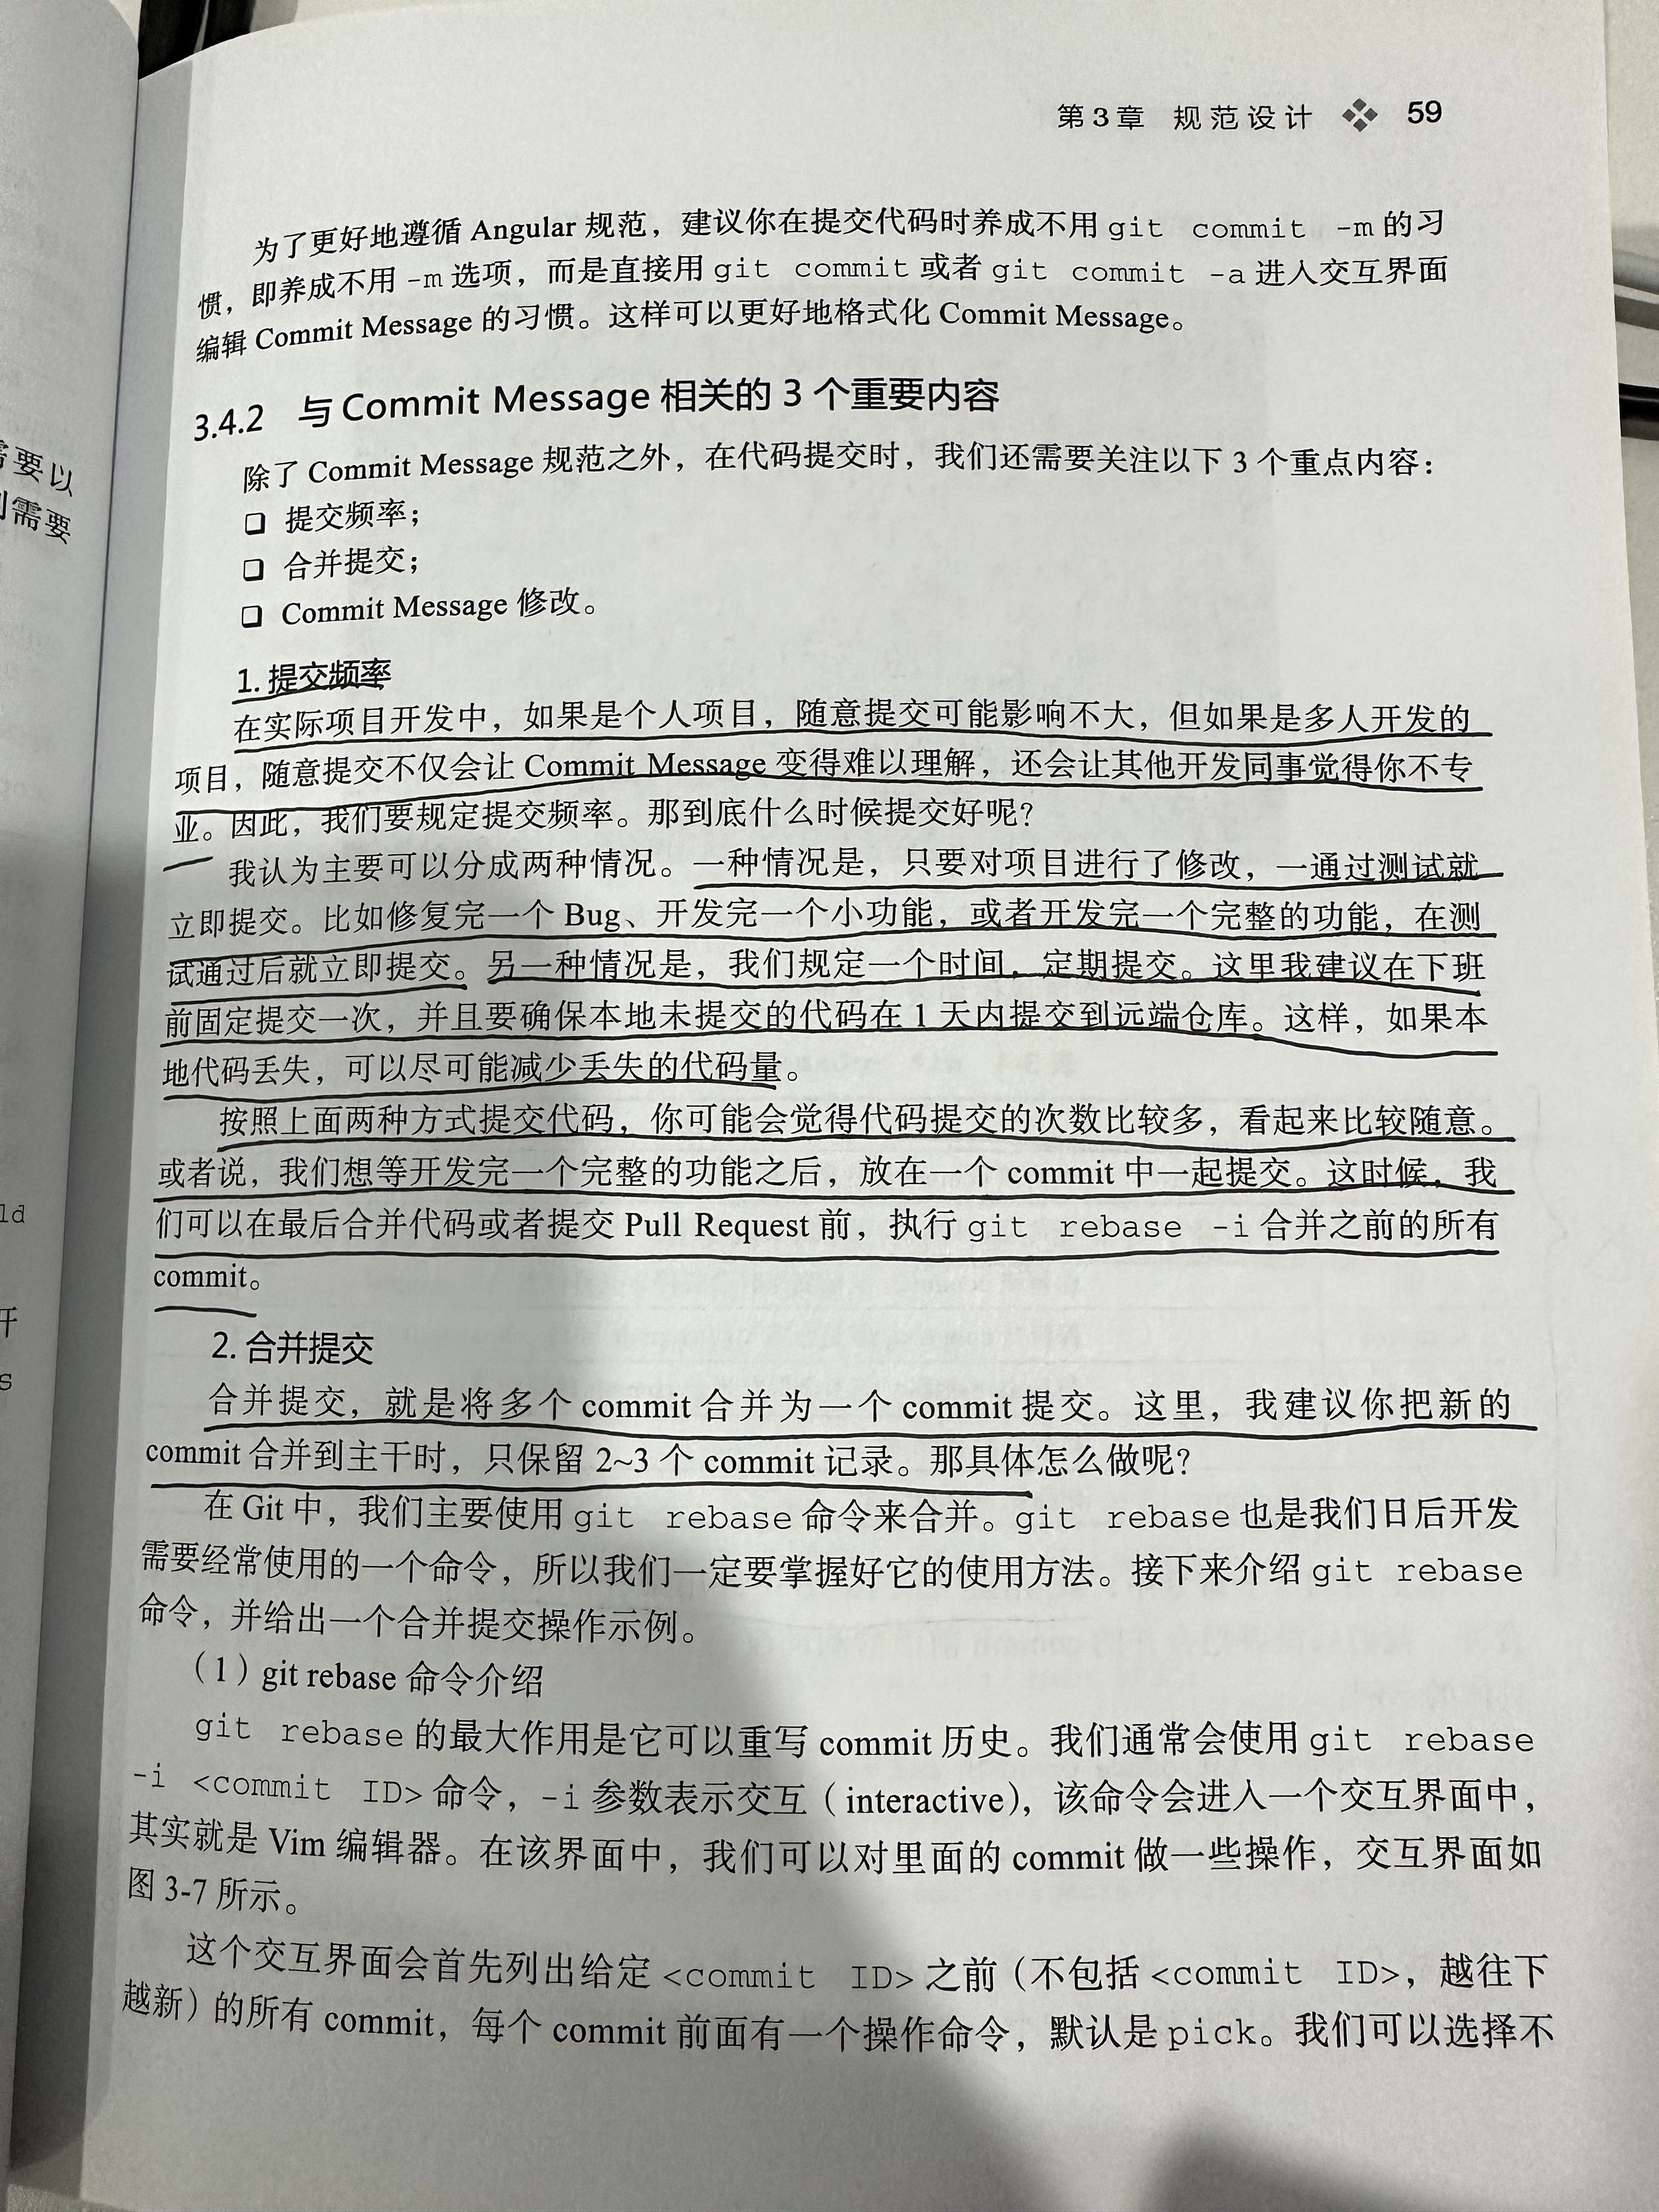 第3章 规范设计 59
为了更好地遵循 Angular 规范，建议你在提交代码时养成不用 git commit -m 的习
惯，即养成不用 -m 选项，而是直接用 git commit 或者 git commit -a 进入交互界面
编辑 Commit Message 的习惯。这样可以更好地格式化 Commit Message。
3.4.2 与 Commit Message 相关的 3 个重要内容
除了 Commit Message 规范之外，在代码提交时，我们还需要关注以下 3 个重点内容：
❑ 提交频率；
❑ 合并提交；
❑ Commit Message 修改。
1. 提交频率
在实际项目开发中，如果是个人项目，随意提交可能影响不大，但如果是多人开发的
项目，随意提交不仅会让 Commit Message 变得难以理解，还会让其他开发同事觉得你不专
业。因此，我们要规定提交频率。那到底什么时候提交好呢？
我认为主要可以分成两种情况。一种情况是，只要对项目进行了修改，一通过测试就
立即提交。比如修复完一个 Bug、开发完一个小功能，或者开发完一个完整的功能，在测
试通过后就立即提交。另一种情况是，我们规定一个时间，定期提交。这里我建议在下班
前固定提交一次，并且要确保本地未提交的代码在 1 天内提交到远端仓库。这样，如果本
地代码丢失，可以尽可能减少丢失的代码量。
按照上面两种方式提交代码，你可能会觉得代码提交的次数比较多，看起来比较随意。
或者说，我们想等开发完一个完整的功能之后，放在一个 commit 中一起提交。这时候，我
们可以在最后合并代码或者提交 Pull Request 前，执行 git rebase -i 合并之前的所有
commit。
2. 合并提交
合并提交，就是将多个 commit 合并为一个 commit 提交。这里，我建议你把新的
commit 合并到主干时，只保留 2~3 个 commit 记录。那具体怎么做呢？
在 Git 中，我们主要使用 git rebase 命令来合并。git rebase 也是我们日后开发
需要经常使用的一个命令，所以我们一定要掌握好它的使用方法。接下来介绍 git rebase
命令，并给出一个合并提交操作示例。
（1）git rebase 命令介绍
git rebase 的最大作用是它可以重写 commit 历史。我们通常会使用 git rebase
-i <commit ID> 命令，-i 参数表示交互（interactive），该命令会进入一个交互界面中，
其实就是 Vim 编辑器。在该界面中，我们可以对里面的 commit 做一些操作，交互界面如
图 3-7 所示。
这个交互界面会首先列出给定 <commit ID> 之前（不包括 <commit ID>，越往下
越新）的所有 commit，每个 commit 前面有一个操作命令，默认是 pick。我们可以选择不